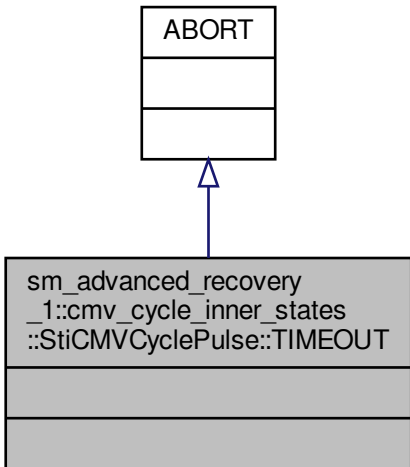 ABORT
sm_advanced_recovery
_1::cmv_cycle_inner_states
::StiCMVCyclePulse::TIMEOUT